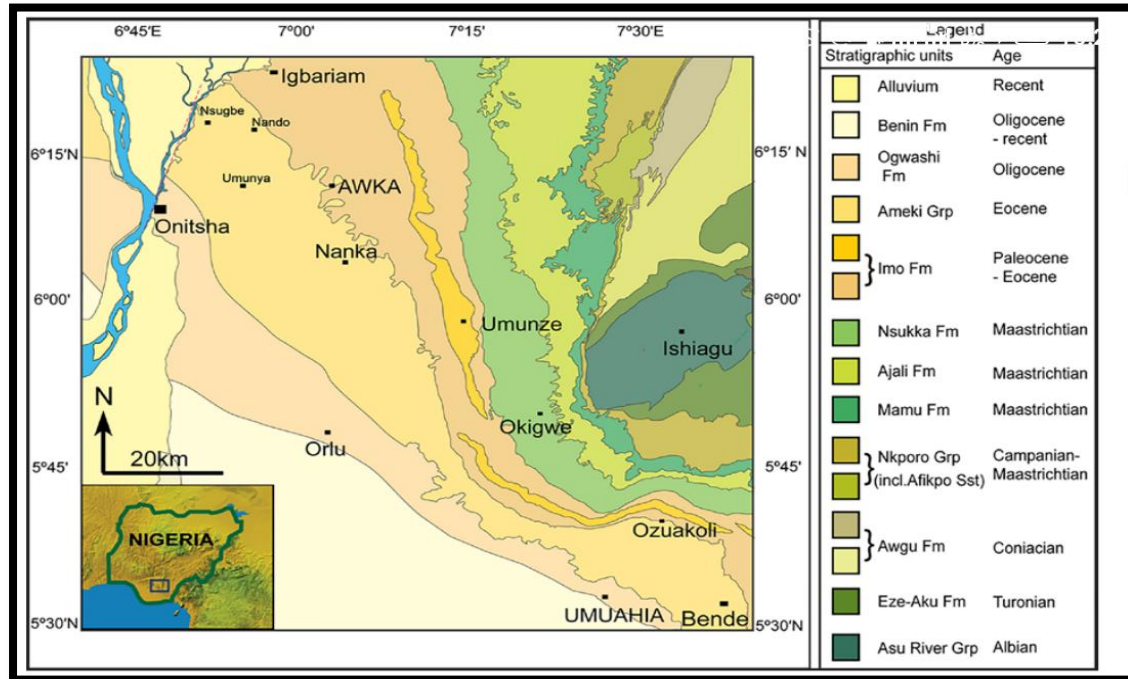 6°45'E
7°00'
7°15'
7°30'E
6°15'N
6°00'
5°45'
5°30'N
6°15' N
6°00'
5°45'
5°30'N
Igbariam
Nsugbe
Nando
Umunya
AWKA
Onitsha
Nanka
Umunze
Ishiagu
Okigwe
Orlu
Ozuakoli
UMUAHIA
Bende
N
20km
NIGERIA
Legend
Stratigraphic units Age
Alluvium Recent
Benin Fm Oligocene
- recent
Ogwashi
Fm Oligocene
Ameki Grp Eocene
} Imo Fm Paleocene
- Eocene
Nsukka Fm Maastrichtian
Ajali Fm Maastrichtian
Mamu Fm Maastrichtian
} Nkporo Grp Campanian-
(incl.Afikpo Sst) Maastrichtian
} Awgu Fm Coniacian
Eze-Aku Fm Turonian
Asu River Grp Albian